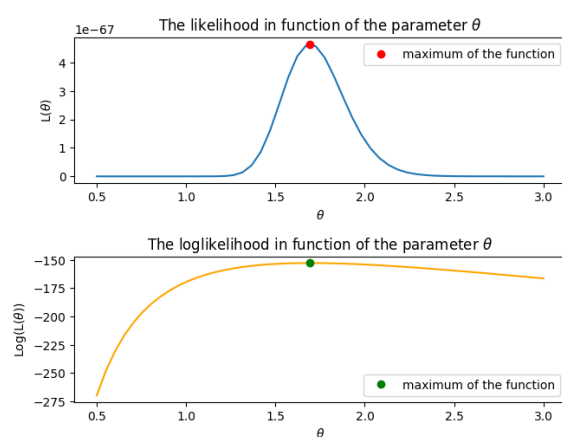 The likelihood in function of the parameter θ
1e−67
maximum of the function
4
3
2
1
0
L(θ)
0.5 1.0 1.5 2.0 2.5 3.0
θ
The loglikelihood in function of the parameter θ
−150
−175
−200
−225
−250
−275
Log(L(θ))
maximum of the function
0.5 1.0 1.5 2.0 2.5 3.0
θ